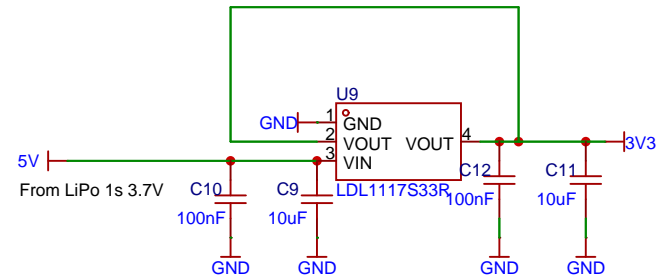 U9
GND 1 GND
2 VOUT VOUT 4 3V3
5V 3 VIN
From LiPo 1s 3.7V C10 C9 LDL1117S33R C12 C11
100nF 10uF 100nF 10uF
GND GND GND GND